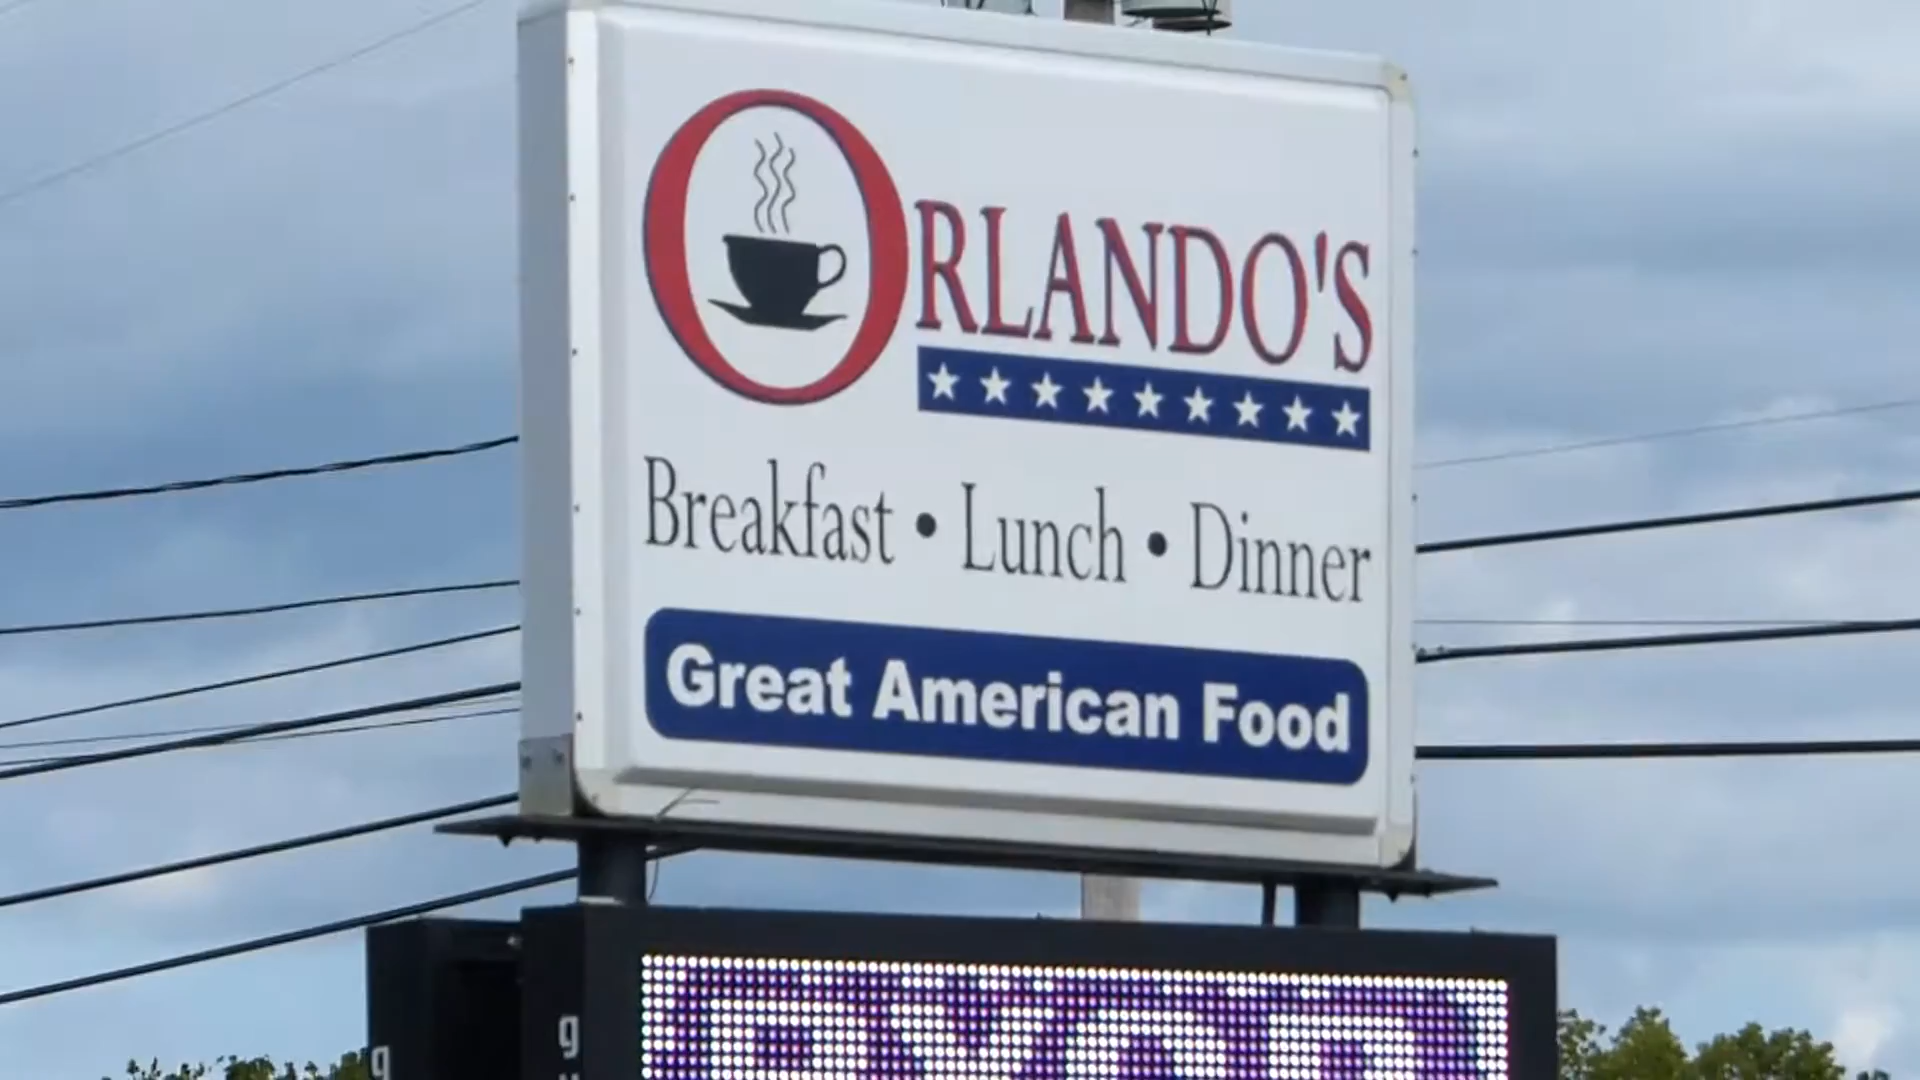 ORLANDO'S
Breakfast • Lunch • Dinner
Great American Food